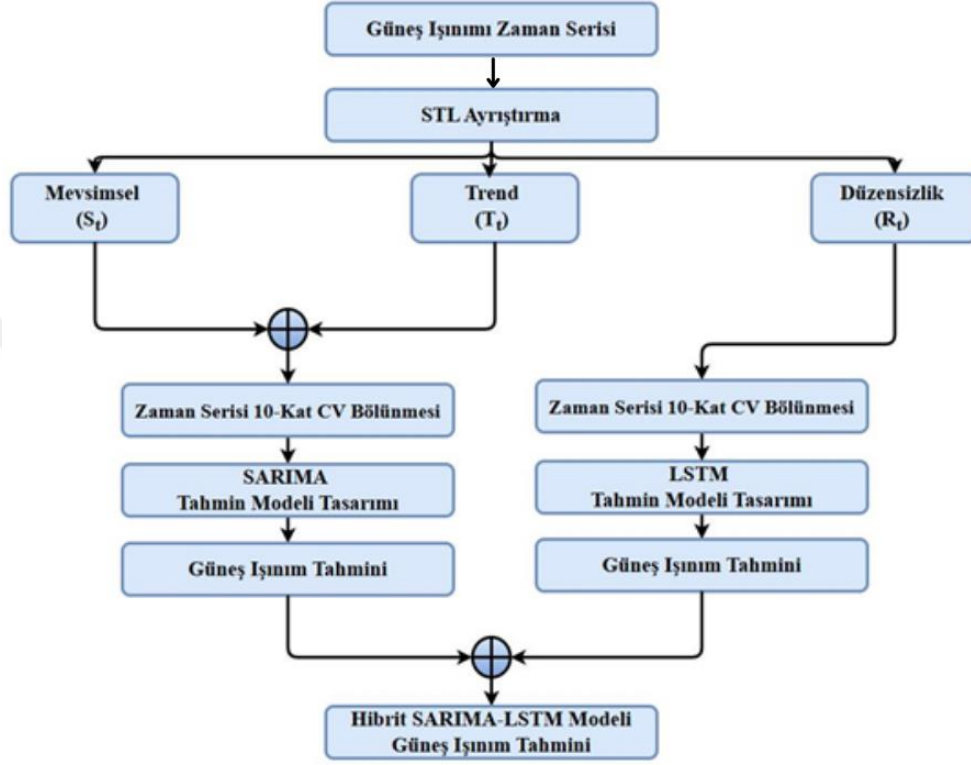 Güneş Işınımı Zaman Serisi
STL Ayrıştırma
Mevsimsel
(Sₜ)
Trend
(Tₜ)
Düzensizlik
(Rₜ)
Zaman Serisi 10-Kat CV Bölünmesi
SARIMA
Tahmin Modeli Tasarımı
Güneş Işınım Tahmini
Zaman Serisi 10-Kat CV Bölünmesi
LSTM
Tahmin Modeli Tasarımı
Güneş Işınım Tahmini
Hibrit SARIMA-LSTM Modeli
Güneş Işınım Tahmini